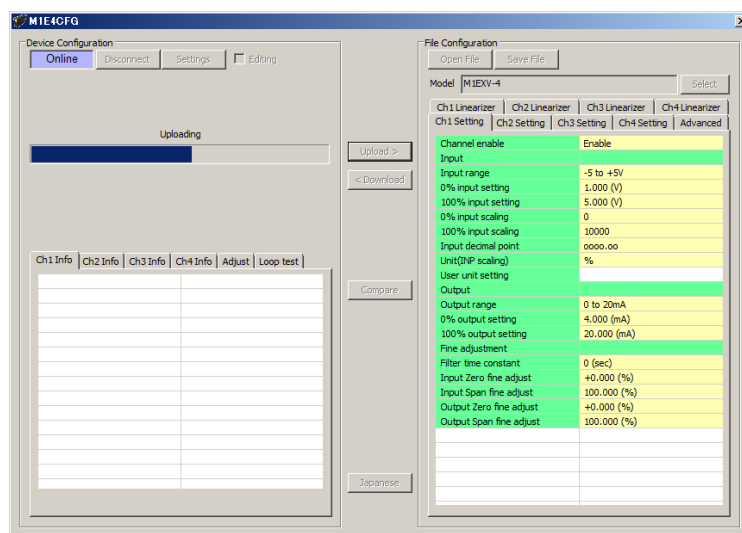 M1E4CFG
Device Configuration
Online Disconnect Settings Editing
Uploading
Ch1 Info Ch2 Info Ch3 Info Ch4 Info Adjust Loop test
Upload >
< Download
Compare
Japanese
File Configuration
Open File Save File
Model M1EXV-4 Select
Ch1 Linearizer Ch2 Linearizer Ch3 Linearizer Ch4 Linearizer
Ch1 Setting Ch2 Setting Ch3 Setting Ch4 Setting Advanced
Channel enable Enable
Input
Input range -5 to +5V
0% input setting 1.000 (V)
100% input setting 5.000 (V)
0% input scaling 0
100% input scaling 10000
Input decimal point oooo.oo
Unit(INP scaling) %
User unit setting
Output
Output range 0 to 20mA
0% output setting 4.000 (mA)
100% output setting 20.000 (mA)
Fine adjustment
Filter time constant 0 (sec)
Input Zero fine adjust +0.000 (%)
Input Span fine adjust 100.000 (%)
Output Zero fine adjust +0.000 (%)
Output Span fine adjust 100.000 (%)